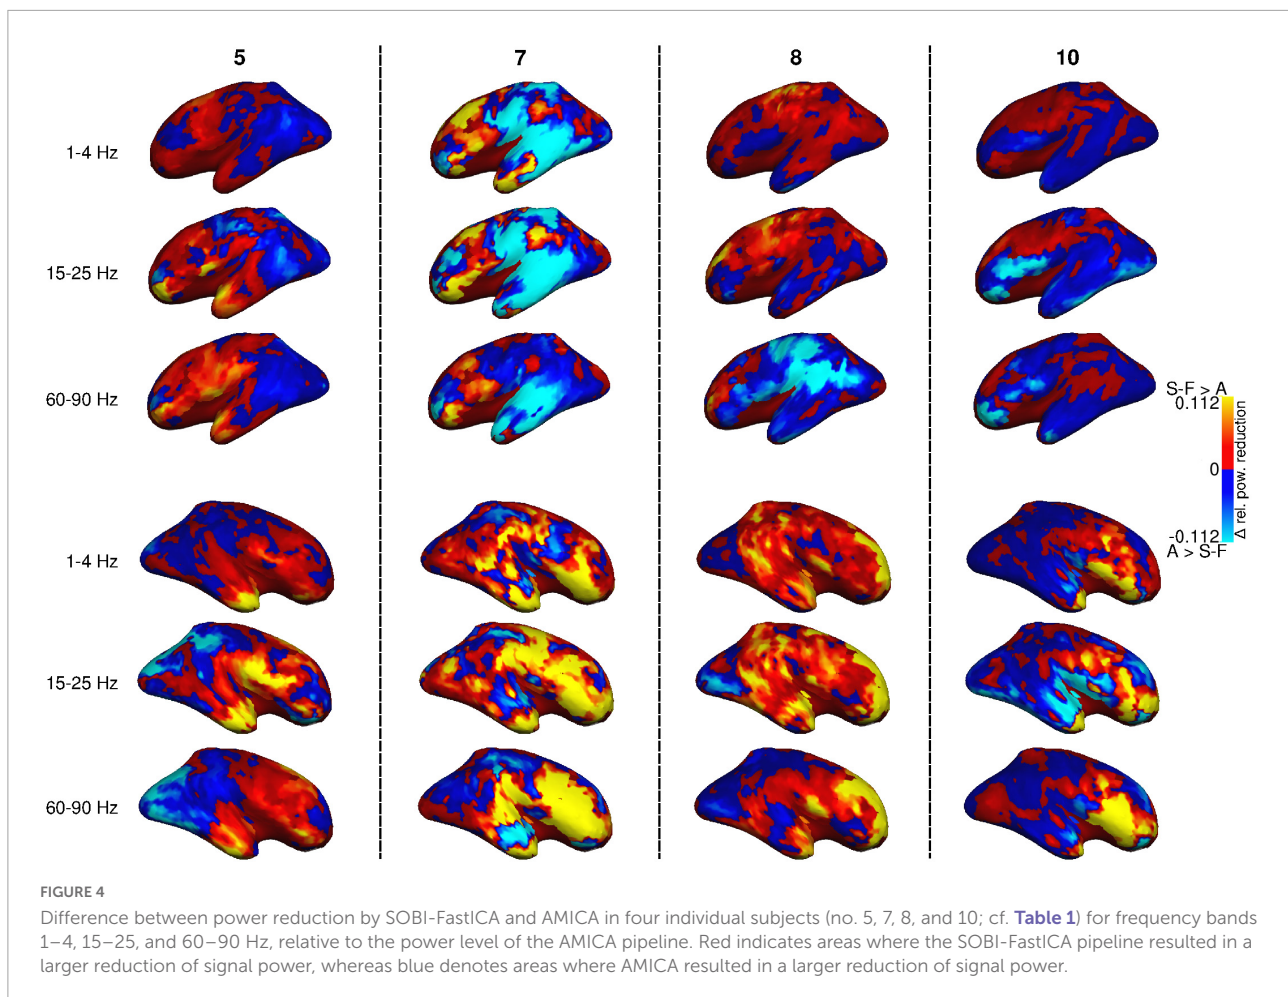 5 7 8 10
1-4 Hz
15-25 Hz
60-90 Hz
S-F > A
0.112
0
-0.112
A > S-F
Δ rel. pow. reduction
1-4 Hz
15-25 Hz
60-90 Hz
FIGURE 4
Difference between power reduction by SOBI-FastICA and AMICA in four individual subjects (no. 5, 7, 8, and 10; cf. Table 1) for frequency bands
1–4, 15–25, and 60–90 Hz, relative to the power level of the AMICA pipeline. Red indicates areas where the SOBI-FastICA pipeline resulted in a
larger reduction of signal power, whereas blue denotes areas where AMICA resulted in a larger reduction of signal power.